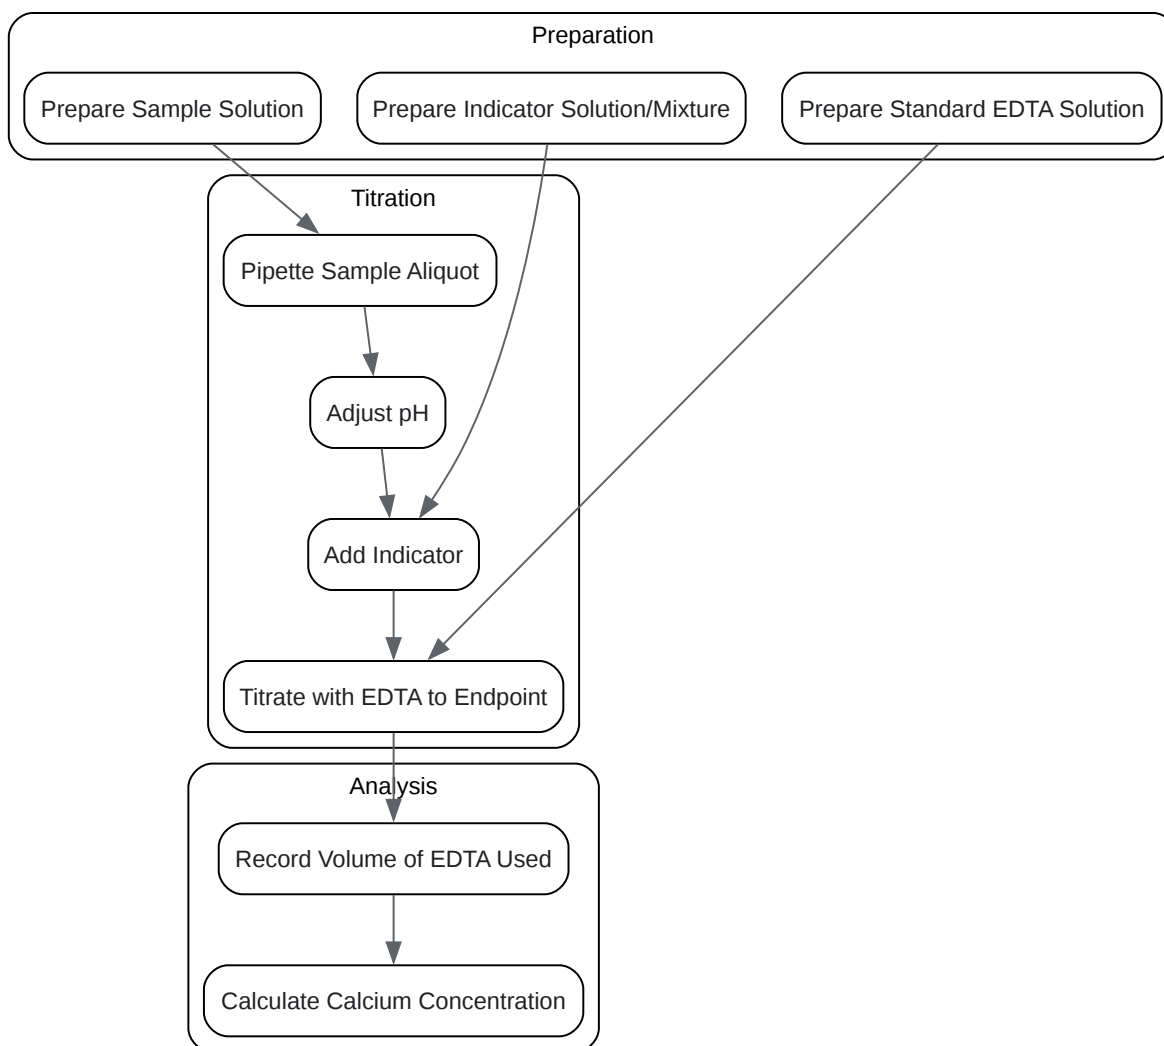 Preparation
Prepare Sample Solution
Prepare Indicator Solution/Mixture
Prepare Standard EDTA Solution
Titration
Pipette Sample Aliquot
Adjust pH
Add Indicator
Titrate with EDTA to Endpoint
Analysis
Record Volume of EDTA Used
Calculate Calcium Concentration